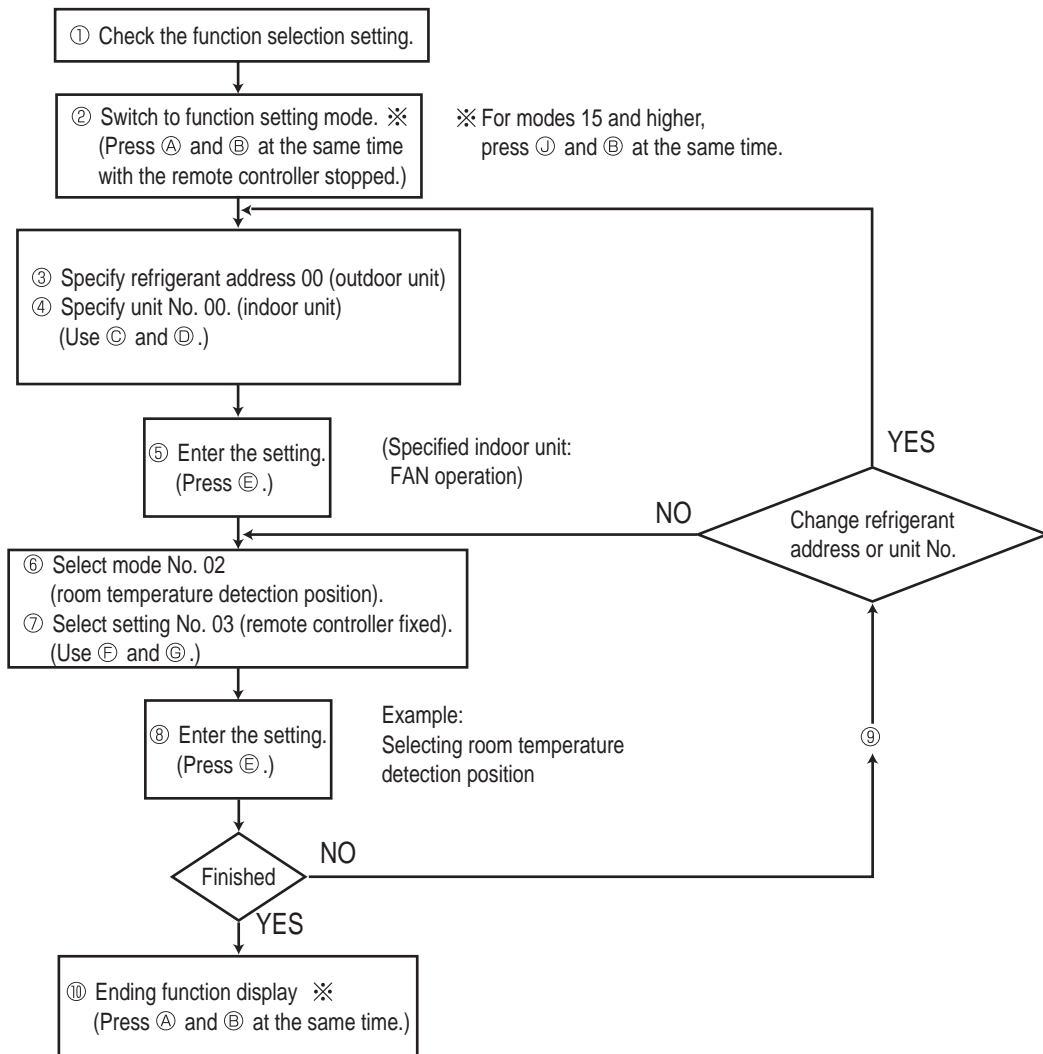 ① Check the function selection setting.
② Switch to function setting mode. ※
(Press Ⓐ and Ⓑ at the same time
with the remote controller stopped.)
※ For modes 15 and higher,
press Ⓙ and Ⓑ at the same time.
③ Specify refrigerant address 00 (outdoor unit)
④ Specify unit No. 00. (indoor unit)
(Use Ⓒ and Ⓓ.)
⑤ Enter the setting.
(Press Ⓔ.)
(Specified indoor unit:
FAN operation)
YES
NO
Change refrigerant
address or unit No.
⑥ Select mode No. 02
(room temperature detection position).
⑦ Select setting No. 03 (remote controller fixed).
(Use Ⓕ and Ⓖ.)
⑧ Enter the setting.
(Press Ⓔ.)
Example:
Selecting room temperature
detection position
⑨
Finished
NO
YES
⑩ Ending function display ※
(Press Ⓐ and Ⓑ at the same time.)